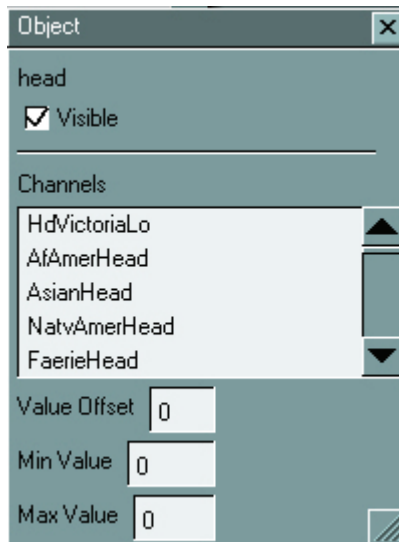 Object
head
Visible
Channels
HdVictoriaLo
AfAmerHead
AsianHead
NatvAmerHead
FaerieHead
Value Offset 0
Min Value 0
Max Value 0